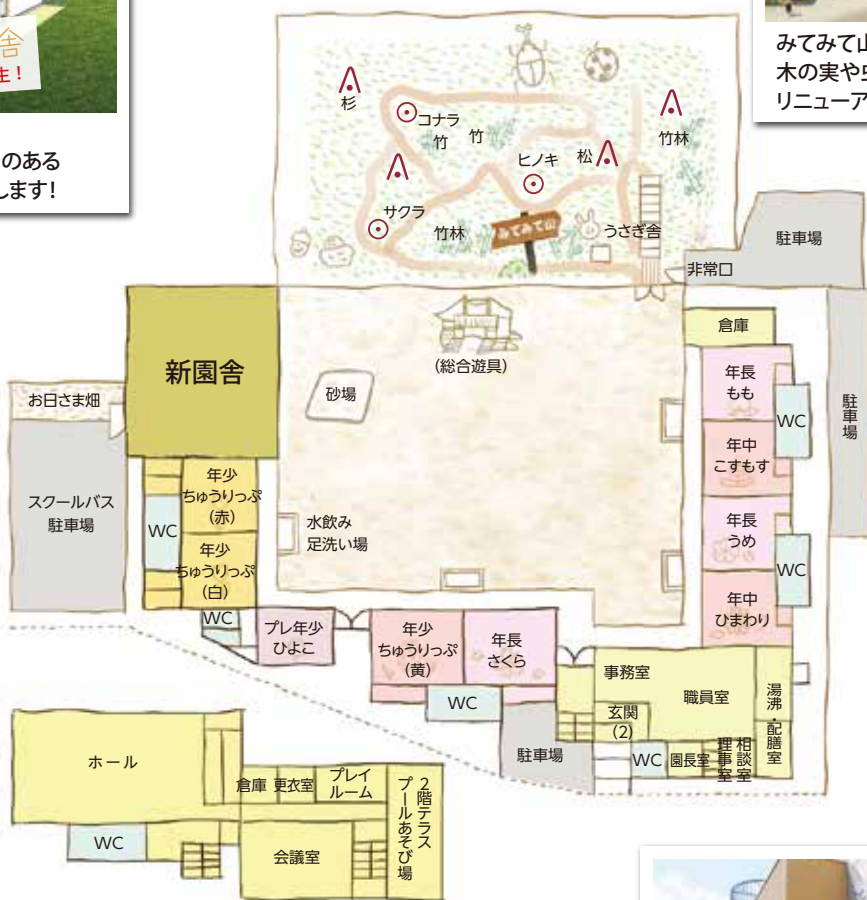 舎
生!
のある
します!
みてみて山
木の実や虫
リニューア
杉
コナラ
竹
竹
竹林
ヒノキ
松
サクラ
竹林
みてみて山
うさぎ舎
駐車場
非常口
新園舎
(総合遊具)
倉庫
砂場
年長
もも
WC
駐車場
お日さま畑
年中
こすもす
スクールバス
駐車場
年少
ちゅうりっぷ
(赤)
WC
年少
ちゅうりっぷ
(白)
水飲み
足洗い場
年長
うめ
WC
年中
ひまわり
WC
プレ年少
ひよこ
年少
ちゅうりっぷ
(黄)
年長
さくら
WC
駐車場
事務室
職員室
玄関
(2)
WC
園長室
理事室
相談室
湯沸・配膳室
ホール
WC
倉庫
更衣室
プレイ
ルーム
2階テラス
プールあそび場
会議室